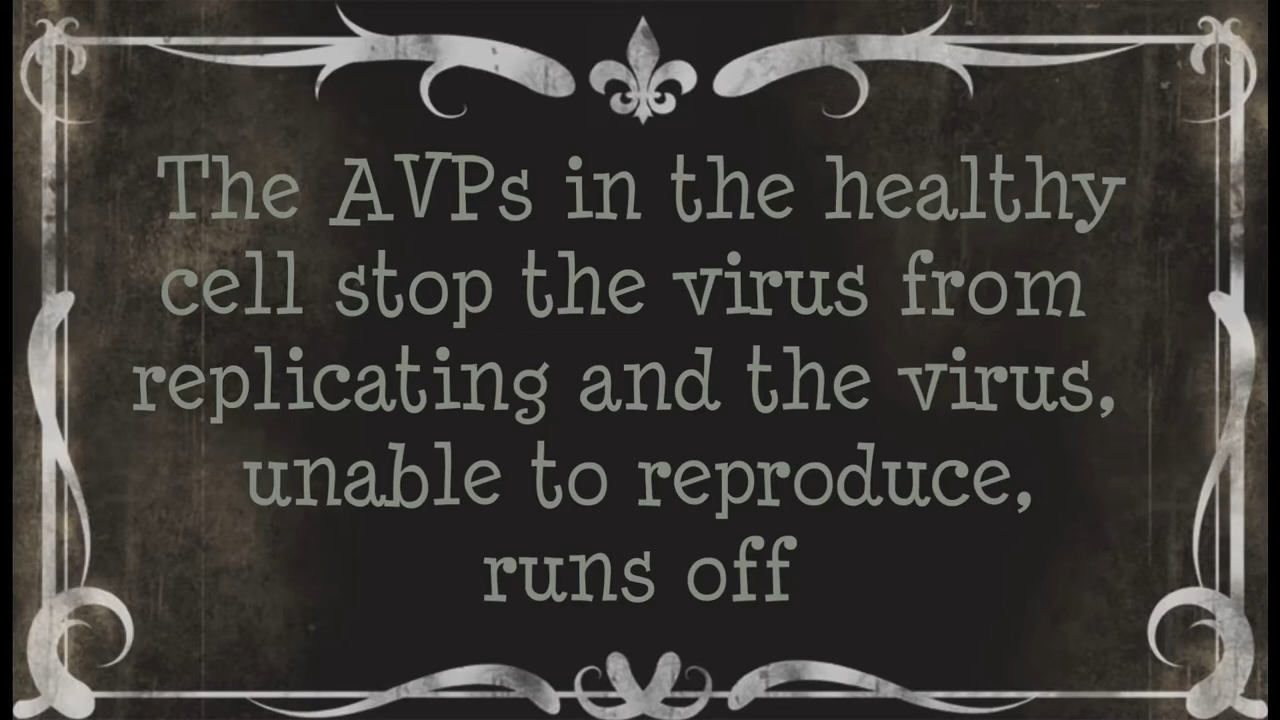 The AVPs in the healthy
cell stop the virus from
replicating and the virus,
unable to reproduce,
runs off